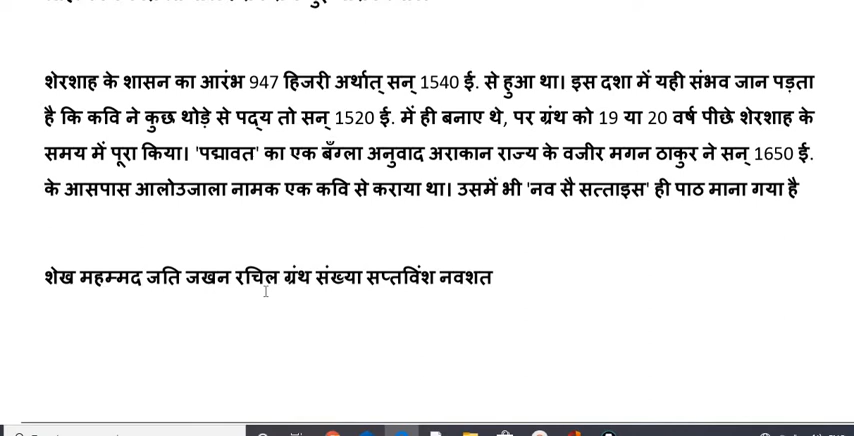 शेरशाह के शासन का आरंभ 947 हिजरी अर्थात् सन् 1540 ई. से हुआ था। इस दशा में यही संभव जान पड़ता
है कि कवि ने कुछ थोड़े से पद्य तो सन् 1520 ई. में ही बनाए थे, पर ग्रंथ को 19 या 20 वर्ष पीछे शेरशाह के
समय में पूरा किया। 'पद्मावत' का एक बँग्ला अनुवाद अराकान राज्य के वजीर मगन ठाकुर ने सन् 1650 ई.
के आसपास आलोउजाला नामक एक कवि से कराया था। उसमें भी 'नव सै सत्ताइस' ही पाठ माना गया है
शेख महम्मद जति जखन रचिल ग्रंथ संख्या सप्तविंश नवशत